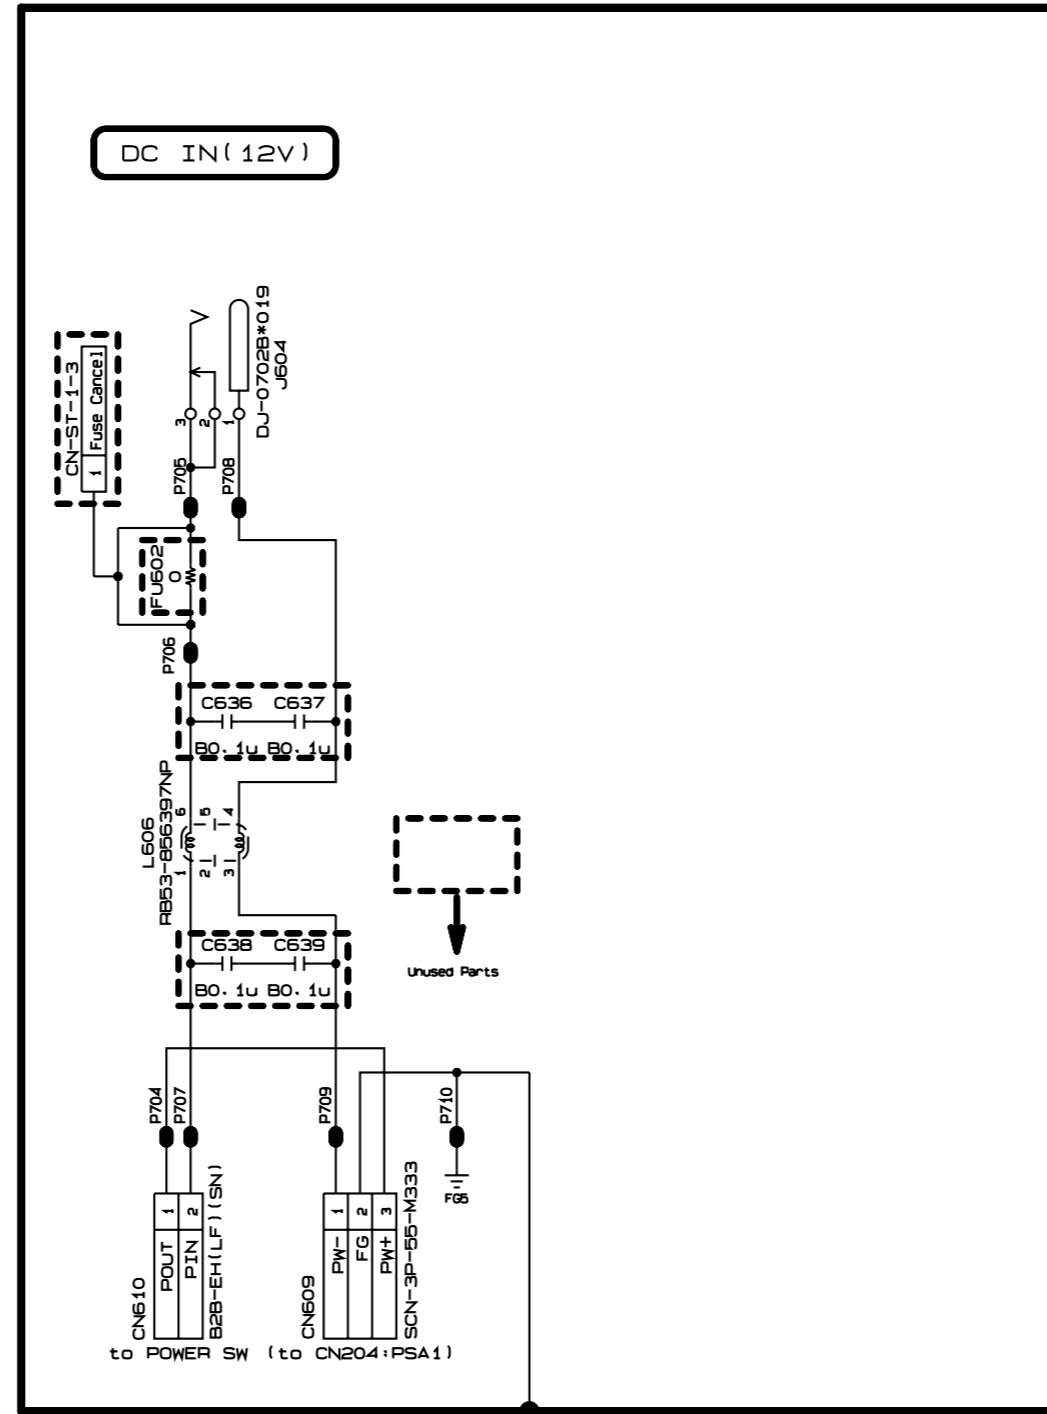 DC IN(12V)
DJ-0702B*019
J604
3
2
1
CN-ST-1-3
1 Fuse Cancel
P705
P708
FU602
0
P706
C636 C637
B0.1u B0.1u
L606
RB53-856397NP
6
5
4
1
2
3
C638 C639
B0.1u B0.1u
Unused Parts
P704
P707
P709
P710
FG5
CN610
1 POUT
2 PIN
B2B-EH(LF)(SN)
CN609
1 PW-
2 FG
3 PW+
SCN-3P-55-M333
to POWER SW (to CN204:PSA1)